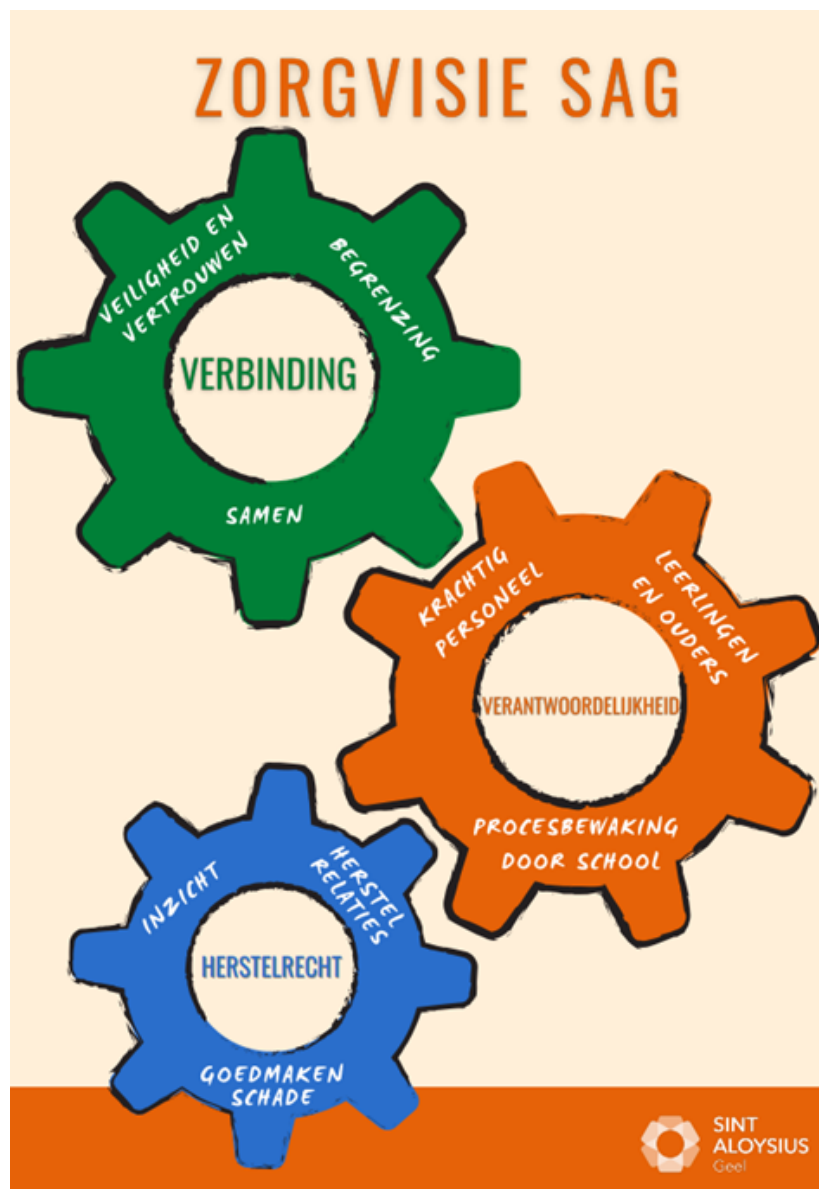 ZORGVISIE SAG
VEILIGHEID EN
VERTROUWEN
BEGRENZING
VERBINDING
SAMEN
KRACHTIG
PERSONEEL
LEERLINGEN
EN OUDERS
VERANTWOORDELIJKHEID
PROCESBEWAKING
DOOR SCHOOL
INZICHT
HERSTEL
RELATIES
HERSTELRECHT
GOEDMAKEN
SCHADE
SINT
ALOYSIUS
Geel